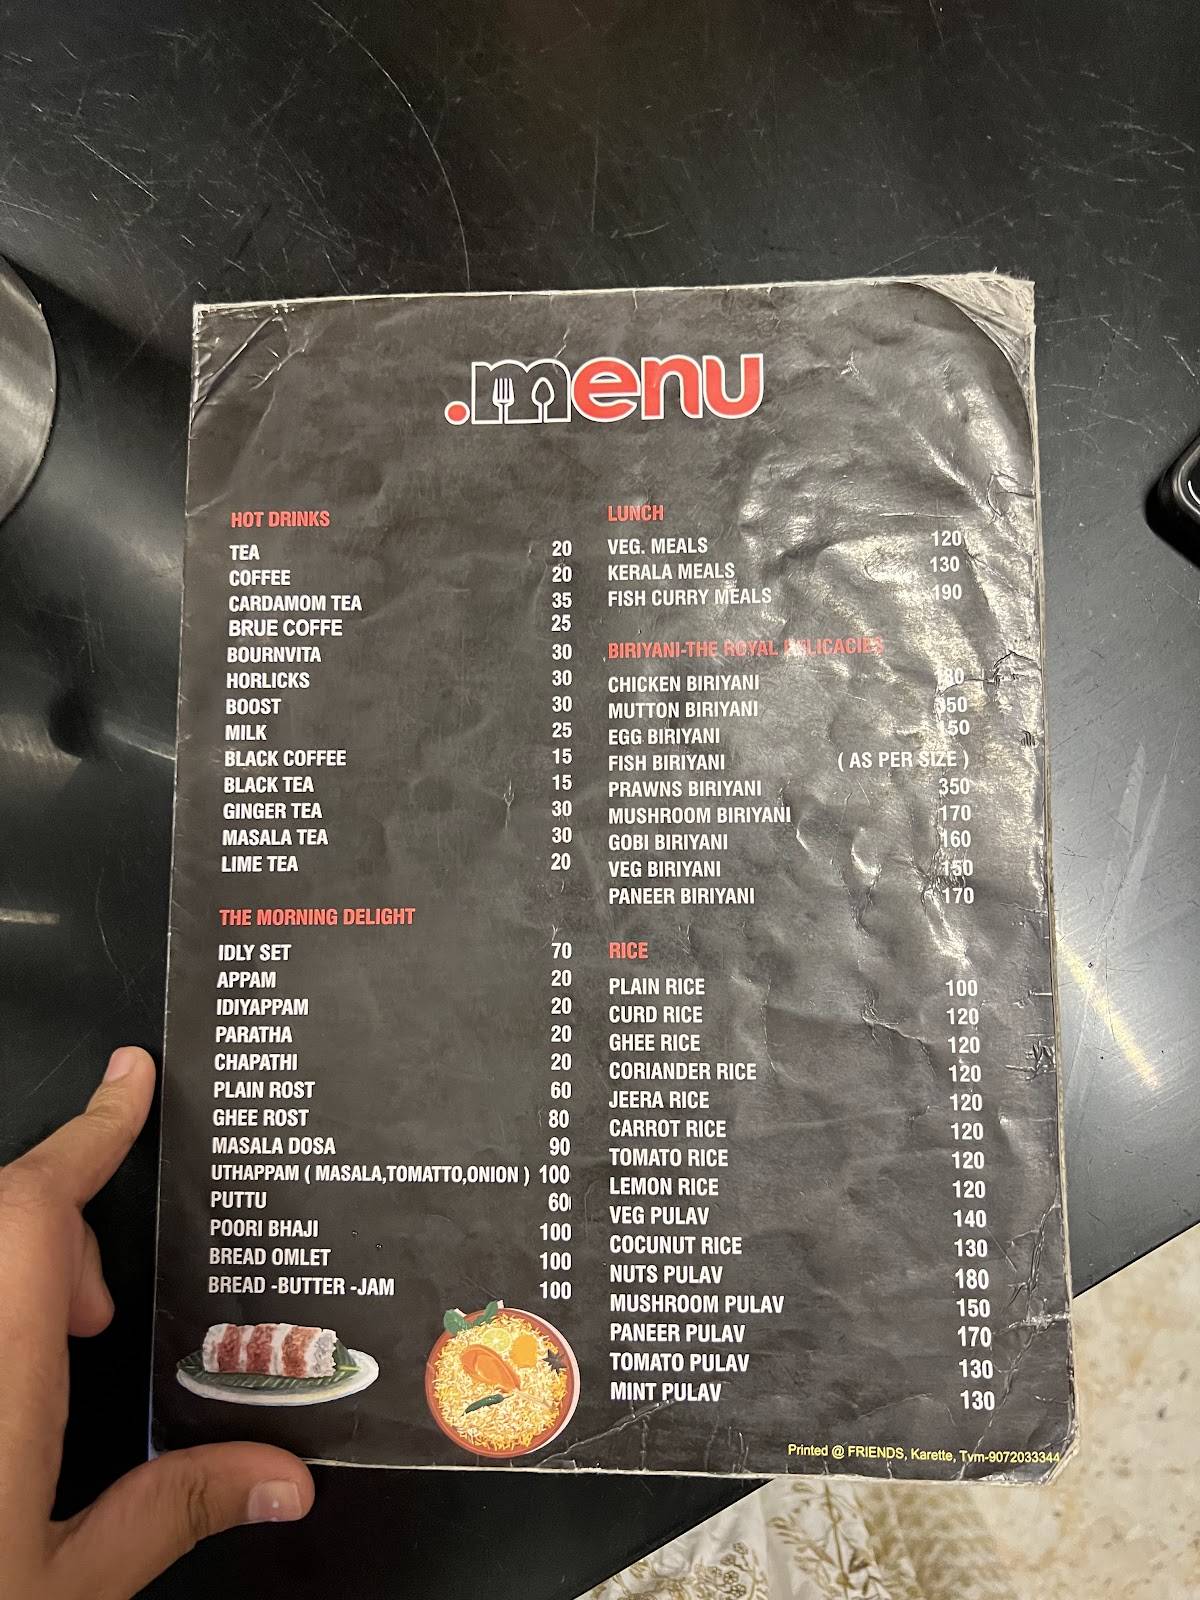 .menu
HOT DRINKS
TEA 20
COFFEE 20
CARDAMOM TEA 35
BRUE COFFE 25
BOURNVITA 30
HORLICKS 30
BOOST 30
MILK 25
BLACK COFFEE 15
BLACK TEA 15
GINGER TEA 30
MASALA TEA 30
LIME TEA 20
THE MORNING DELIGHT
IDLY SET 70
APPAM 20
IDIYAPPAM 20
PARATHA 20
CHAPATHI 20
PLAIN ROST 60
GHEE ROST 80
MASALA DOSA 90
UTHAPPAM ( MASALA,TOMATTO,ONION ) 100
PUTTU 60
POORI BHAJI 100
BREAD OMLET 100
BREAD -BUTTER -JAM 100
LUNCH
VEG. MEALS 120
KERALA MEALS 130
FISH CURRY MEALS 190
BIRIYANI-THE ROYAL DELICACIES
CHICKEN BIRIYANI
MUTTON BIRIYANI 350
EGG BIRIYANI 150
FISH BIRIYANI ( AS PER SIZE )
PRAWNS BIRIYANI 350
MUSHROOM BIRIYANI 170
GOBI BIRIYANI 160
VEG BIRIYANI 150
PANEER BIRIYANI 170
RICE
PLAIN RICE 100
CURD RICE 120
GHEE RICE 120
CORIANDER RICE 120
JEERA RICE 120
CARROT RICE 120
TOMATO RICE 120
LEMON RICE 120
VEG PULAV 140
COCUNUT RICE 130
NUTS PULAV 180
MUSHROOM PULAV 150
PANEER PULAV 170
TOMATO PULAV 130
MINT PULAV 130
Printed @ FRIENDS, Karette, Tvm-9072033344